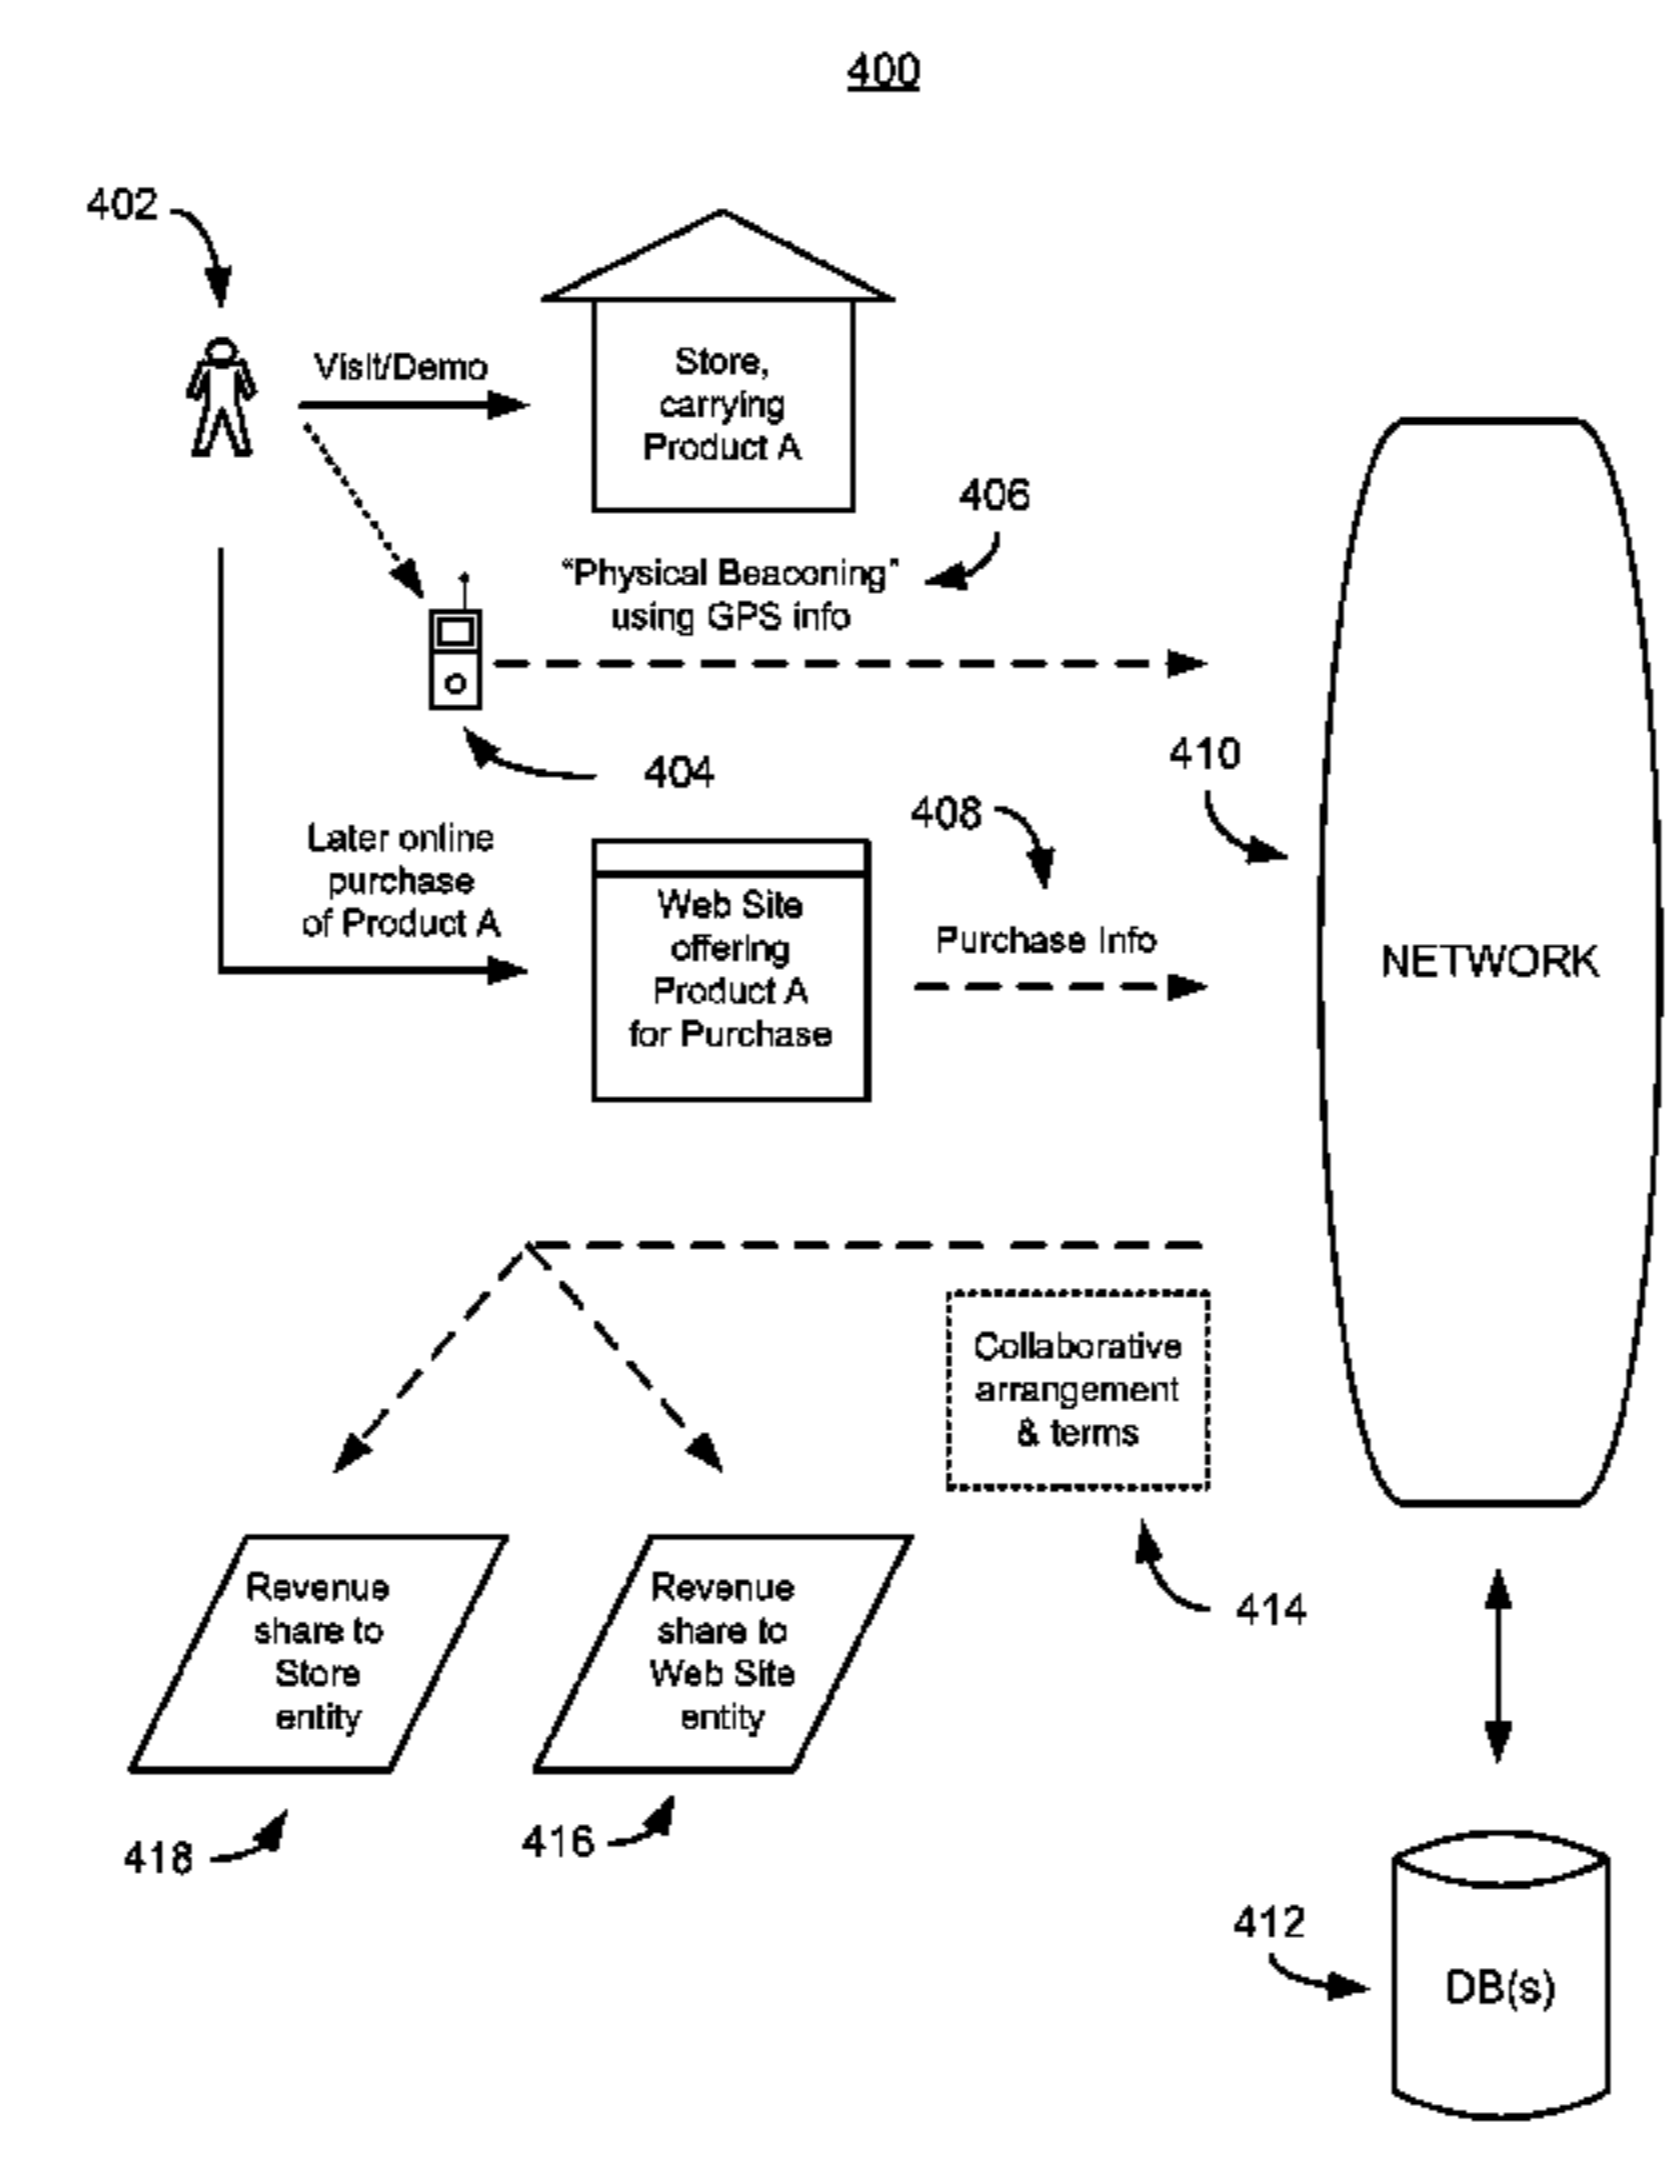 400
402
Visit/Demo
Store,
carrying
Product A
406
"Physical Beaconing"
using GPS info
404
410
408
Later online
purchase
of Product A
Web Site
offering
Product A
for Purchase
Purchase Info
NETWORK
Collaborative
arrangement
& terms
414
Revenue
share to
Store
entity
Revenue
share to
Web Site
entity
418
416
412
DB(s)